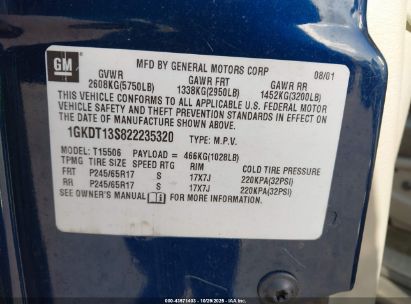 GM
MFD BY GENERAL MOTORS CORP
08/01
GVWR GAWR FRT GAWR RR
2608KG(5750LB) 1338KG(2950LB) 1452KG(3200LB)
THIS VEHICLE CONFORMS TO ALL APPLICABLE U.S. FEDERAL MOTOR
VEHICLE SAFETY AND THEFT PREVENTION STANDARDS IN EFFECT ON
THE DATE OF MANUFACTURE SHOWN ABOVE.
1GKDT13S822235320 TYPE: M.P.V.
MODEL: T15506 PAYLOAD = 466KG(1028LB)
TPMG TIRE SIZE SPEED RTG RIM COLD TIRE PRESSURE
FRT P245/65R17 S 17X7J 220KPA(32PSI)
RR P245/65R17 S 17X7J 220KPA(32PSI)
SEE OWNER'S MANUAL FOR MORE INFORMATION.